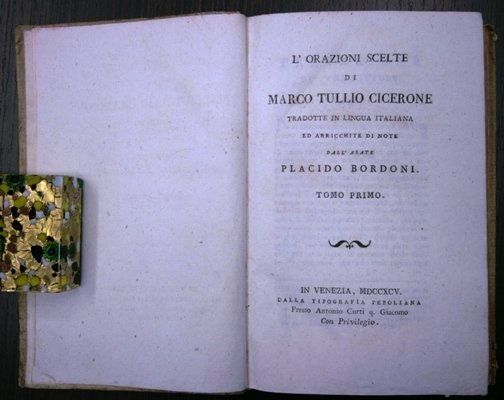 L' ORAZIONI SCELTE
DI
MARCO TULLIO CICERONE
TRADOTTE IN LINGUA ITALIANA
ED ARRICCHITE DI NOTE
DALL' ABATE
PLACIDO BORDONI.
TOMO PRIMO.
IN VENEZIA, MDCCXCV.
DALLA TIPOGRAFIA PEPOLIANA
Presso Antonio Curti q. Giacomo
Con Privilegio.